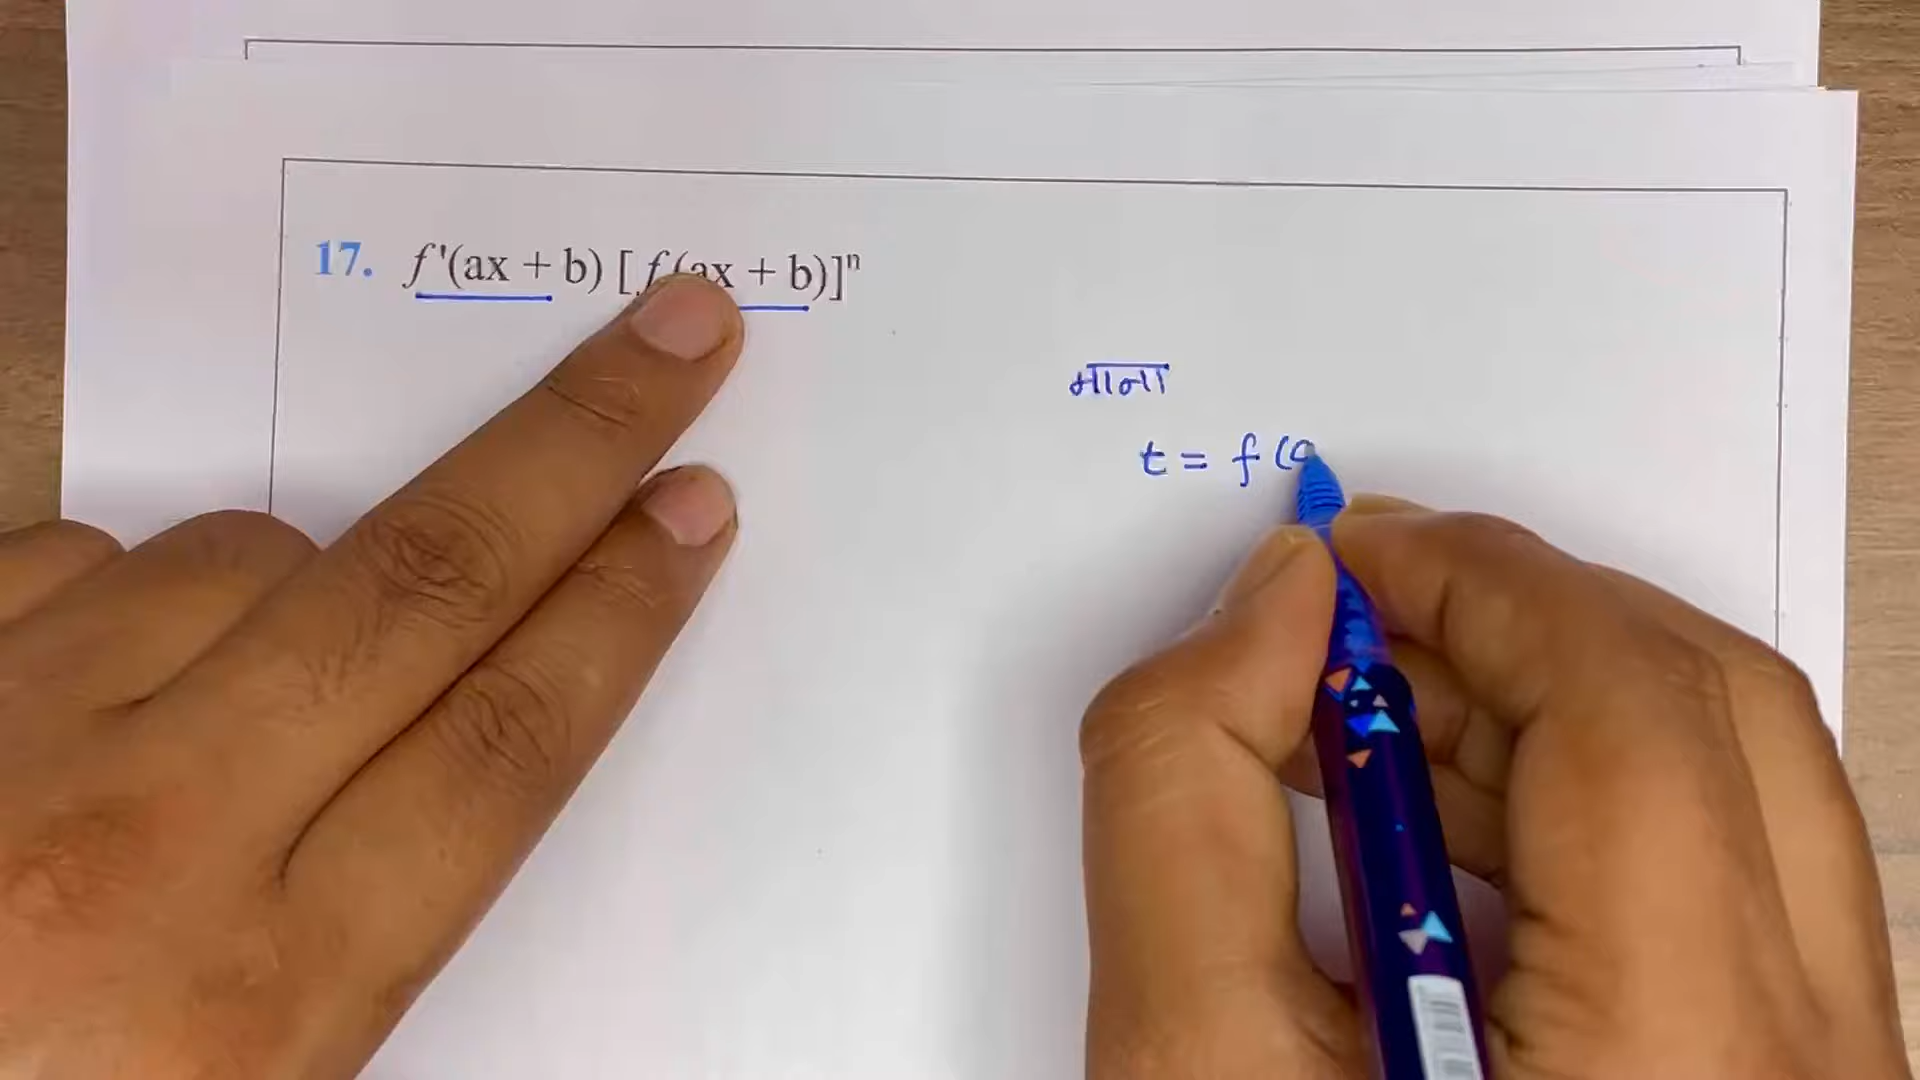 17. f'(ax + b) [f(ax + b)]ⁿ
माना
t = f(a